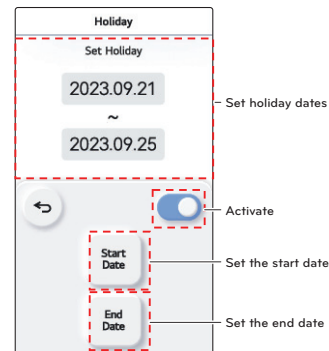 Holiday
Set Holiday
2023.09.21
~
2023.09.25
Set holiday dates
Activate
Start
Date
Set the start date
End
Date
Set the end date